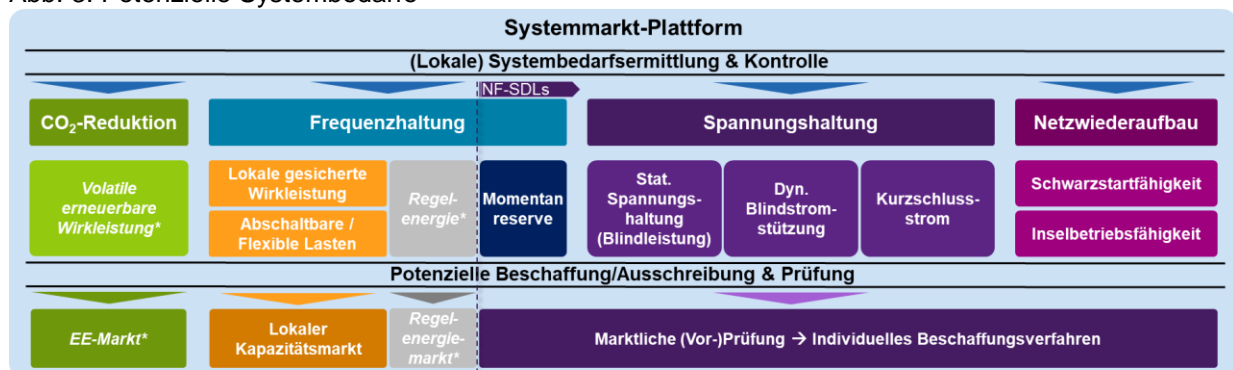 Abb. 3: Potenzielle Systembedarfe
Systemmarkt-Plattform
(Lokale) Systembedarfsermittlung & Kontrolle
NF-SDLs
CO₂-Reduktion
Frequenzhaltung
Spannungshaltung
Netzwiederaufbau
Volatile
erneuerbare
Wirkleistung*
Lokale gesicherte
Wirkleistung
Abschaltbare /
Flexible Lasten
Regel-
energie*
Momentan
reserve
Stat.
Spannungs-
haltung
(Blindleistung)
Dyn.
Blindstrom-
stützung
Kurzschluss-
strom
Schwarzstartfähigkeit
Inselbetriebsfähigkeit
Potenzielle Beschaffung/Ausschreibung & Prüfung
EE-Markt*
Lokaler
Kapazitätsmarkt
Regel-
energie-
markt*
Marktliche (Vor-)Prüfung → Individuelles Beschaffungsverfahren